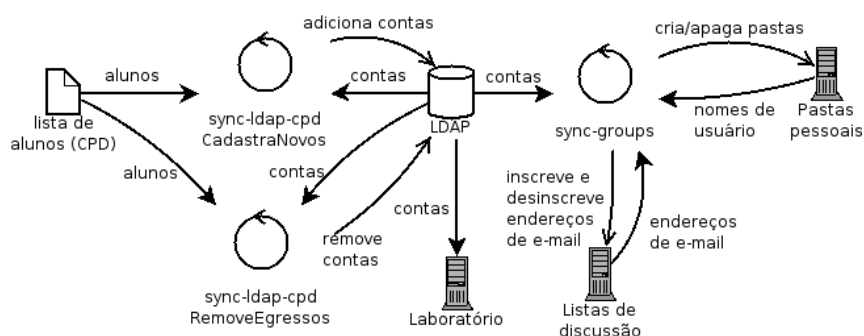 adiciona contas
cria/apaga pastas
alunos
contas
contas
lista de
alunos (CPD)
sync-ldap-cpd
CadastraNovos
LDAP
sync-groups
nomes de
usuário
Pastas
pessoais
alunos
contas
remove
contas
contas
inscreve e
desinscreve
endereços
de e-mail
endereços
de e-mail
sync-ldap-cpd
RemoveEgressos
Laboratório
Listas de
discussão